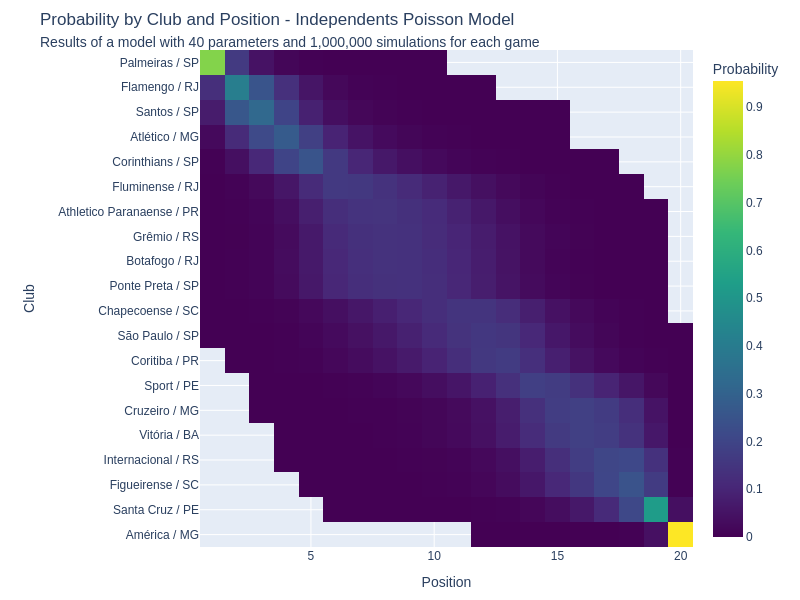 Probability by Club and Position - Independents Poisson Model
Results of a model with 40 parameters and 1,000,000 simulations for each game
Probability
Palmeiras / SP
Flamengo / RJ
Santos / SP
Atlético / MG
Corinthians / SP
Fluminense / RJ
Athletico Paranaense / PR
Grêmio / RS
Botafogo / RJ
Ponte Preta / SP
Chapecoense / SC
São Paulo / SP
Coritiba / PR
Sport / PE
Cruzeiro / MG
Vitória / BA
Internacional / RS
Figueirense / SC
Santa Cruz / PE
América / MG
Club
5 10 15 20
Position
0.9
0.8
0.7
0.6
0.5
0.4
0.3
0.2
0.1
0